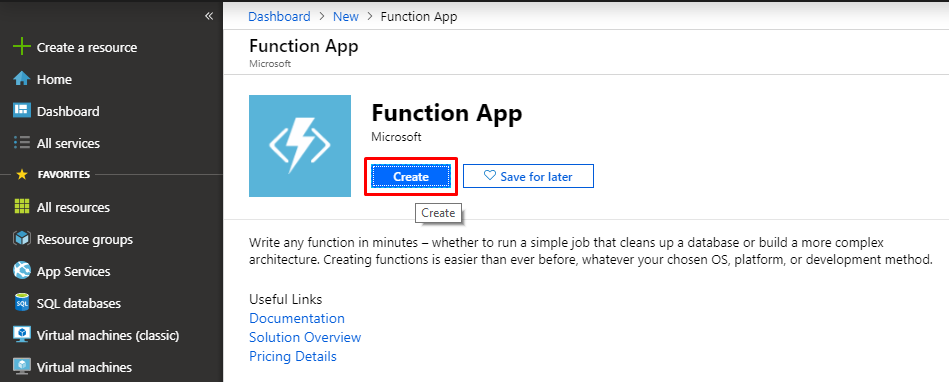 «
Create a resource
Home
Dashboard
All services
FAVORITES
All resources
Resource groups
App Services
SQL
SQL databases
Virtual machines (classic)
Virtual machines
Dashboard > New > Function App
Function App
Microsoft
Function App
Microsoft
Create
Save for later
Create
Write any function in minutes – whether to run a simple job that cleans up a database or build a more complex
architecture. Creating functions is easier than ever before, whatever your chosen OS, platform, or development method.
Useful Links
Documentation
Solution Overview
Pricing Details